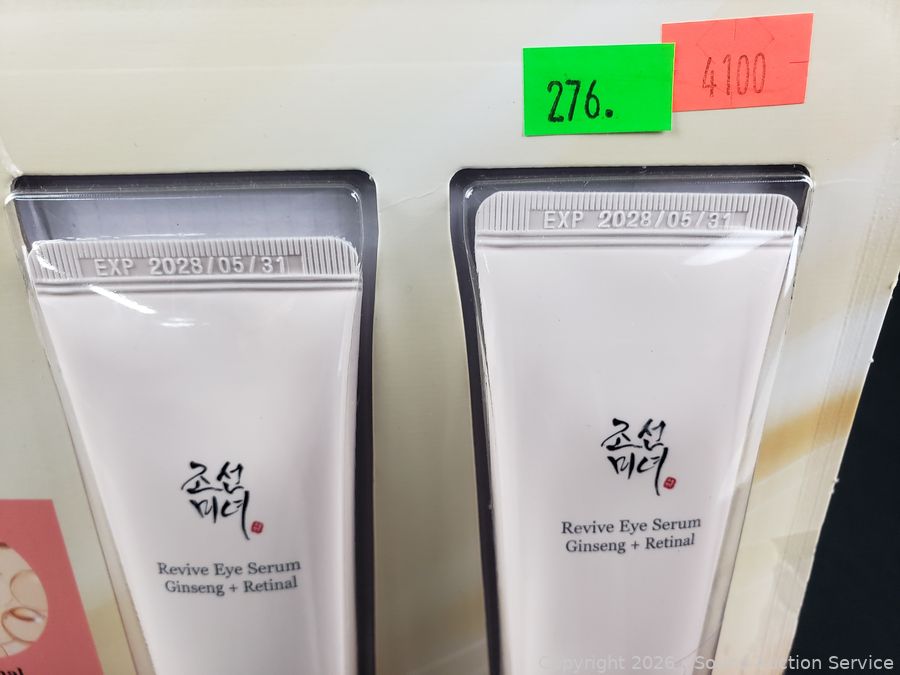 276.
4100
EXP 2028/05/31
EXP 2028/05/31
조선
미녀
Revive Eye Serum
Ginseng + Retinal
조선
미녀
Revive Eye Serum
Ginseng + Retinal
Copyright 2026
Auction Service